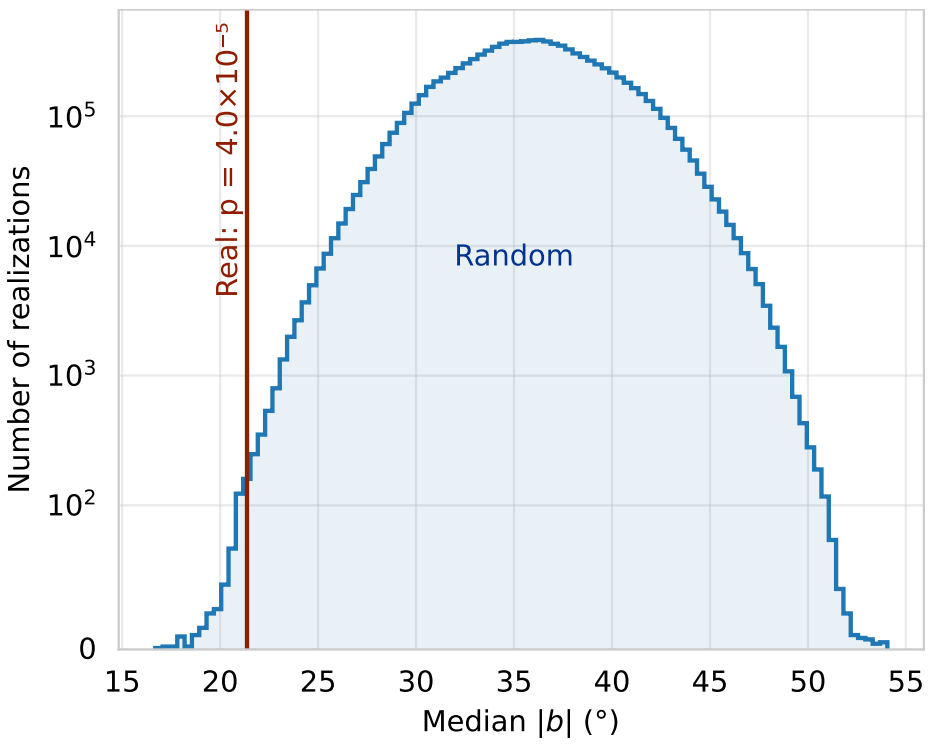 Number of realizations
10⁵
10⁴
10³
10²
0
Real: p = 4.0×10⁻⁵
Random
15 20 25 30 35 40 45 50 55
Median |b| (°)